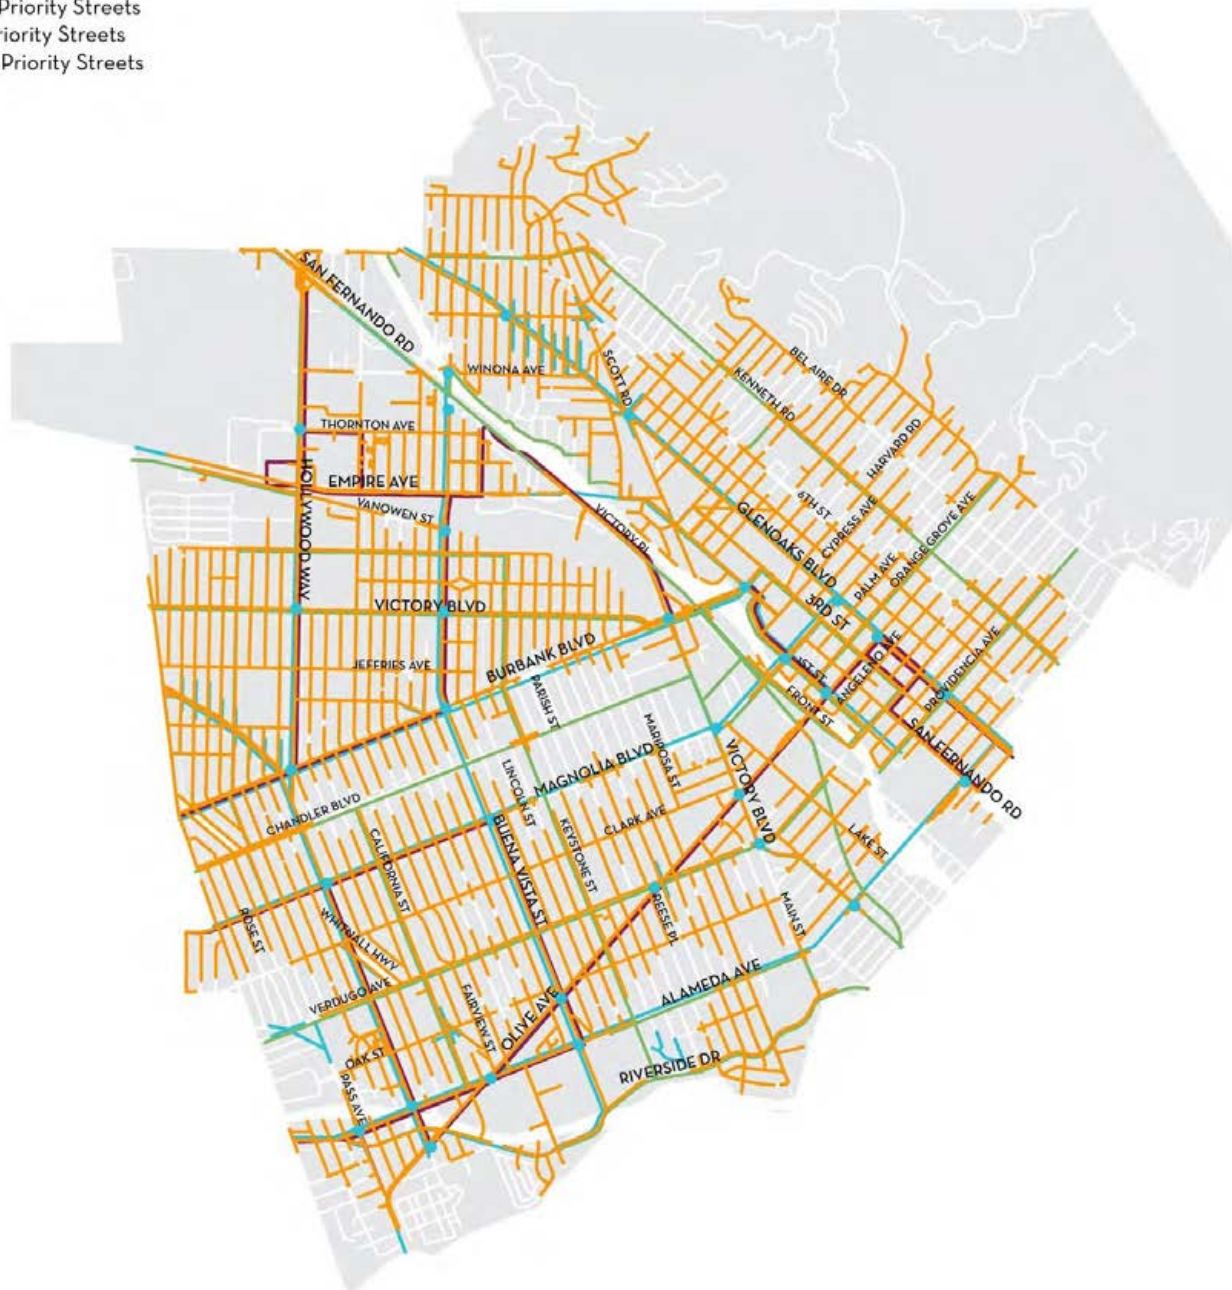 Priority Streets
riority Streets
Priority Streets
SAN FERNANDO RD
WINONA AVE
SCOTT RD
BEL AIRE DR
KENNETH RD
THORNTON AVE
HARVARD RD
HOLLYWOOD WAY
EMPIRE AVE
VANOWEN ST
VICTORY PL
6TH ST
GLENOAKS BLVD
CYPRESS AVE
ORANGE GROVE AVE
PALM AVE
VICTORY BLVD
3RD ST
JEFFRIES AVE
BURBANK BLVD
1ST ST
ANGELENO AVE
PROVIDENCIA AVE
PARISH ST
FRONT ST
MARIPOSA ST
SAN FERNANDO RD
MAGNOLIA BLVD
VICTORY BLVD
LINCOLN ST
CHANDLER BLVD
CLARK AVE
KEYSTONE ST
CALIFORNIA ST
BUENA VISTA ST
LAKE ST
ROSE ST
WHITNALL HWY
REESE PL
MAIN ST
VERDUGO AVE
FAIRVIEW ST
OLIVE AVE
ALAMEDA AVE
OAK ST
PASS AVE
RIVERSIDE DR